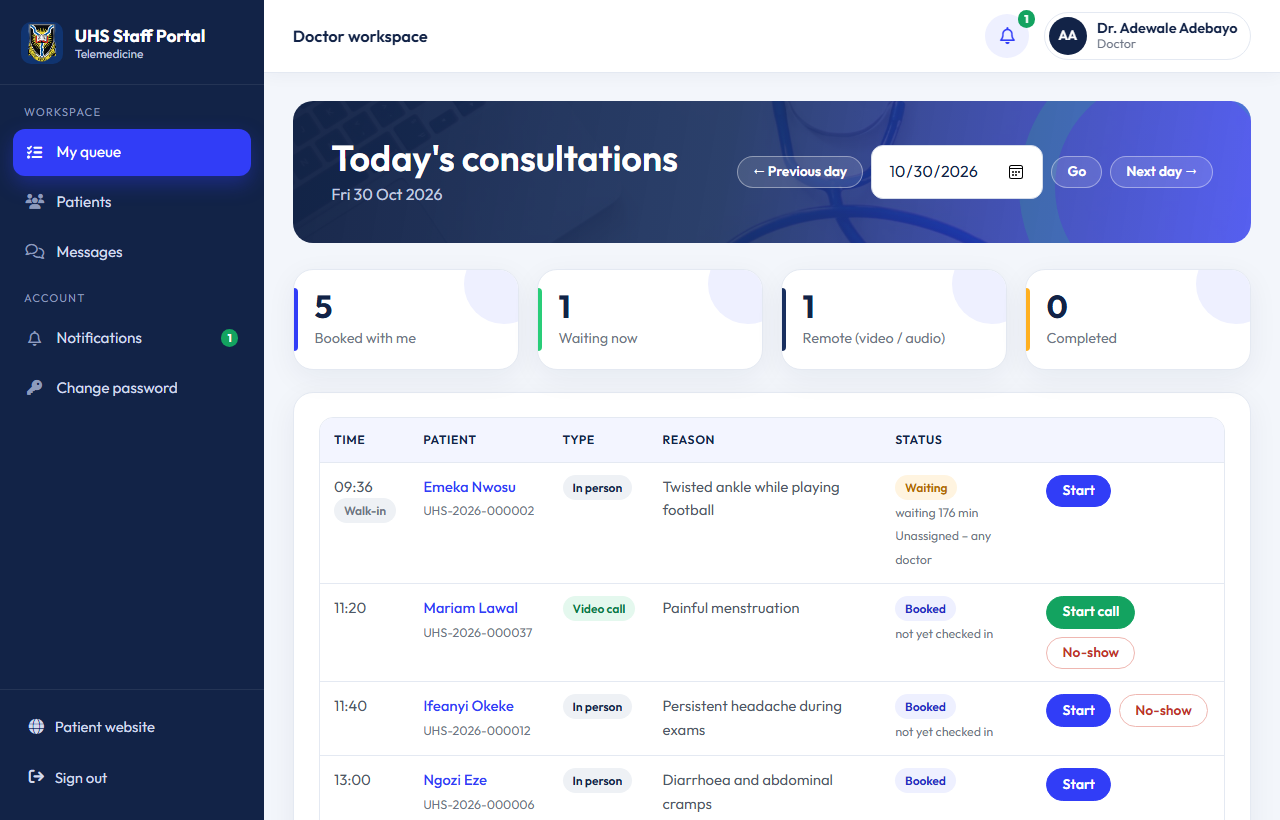 UHS Staff Portal
Telemedicine
WORKSPACE
My queue
Patients
Messages
ACCOUNT
Notifications 1
Change password
Patient website
Sign out
Doctor workspace
1
AA
Dr. Adewale Adebayo
Doctor
Today's consultations
Fri 30 Oct 2026
← Previous day
10/30/2026
Go
Next day →
5
Booked with me
1
Waiting now
1
Remote (video / audio)
0
Completed
TIME PATIENT TYPE REASON STATUS
09:36 Emeka Nwosu In person Twisted ankle while playing Waiting Start
Walk-in UHS-2026-000002 football waiting 176 min
Unassigned – any
doctor
11:20 Mariam Lawal Video call Painful menstruation Booked Start call
UHS-2026-000037 not yet checked in
No-show
11:40 Ifeanyi Okeke In person Persistent headache during Booked Start No-show
UHS-2026-000012 exams not yet checked in
13:00 Ngozi Eze In person Diarrhoea and abdominal Booked Start
UHS-2026-000006 cramps